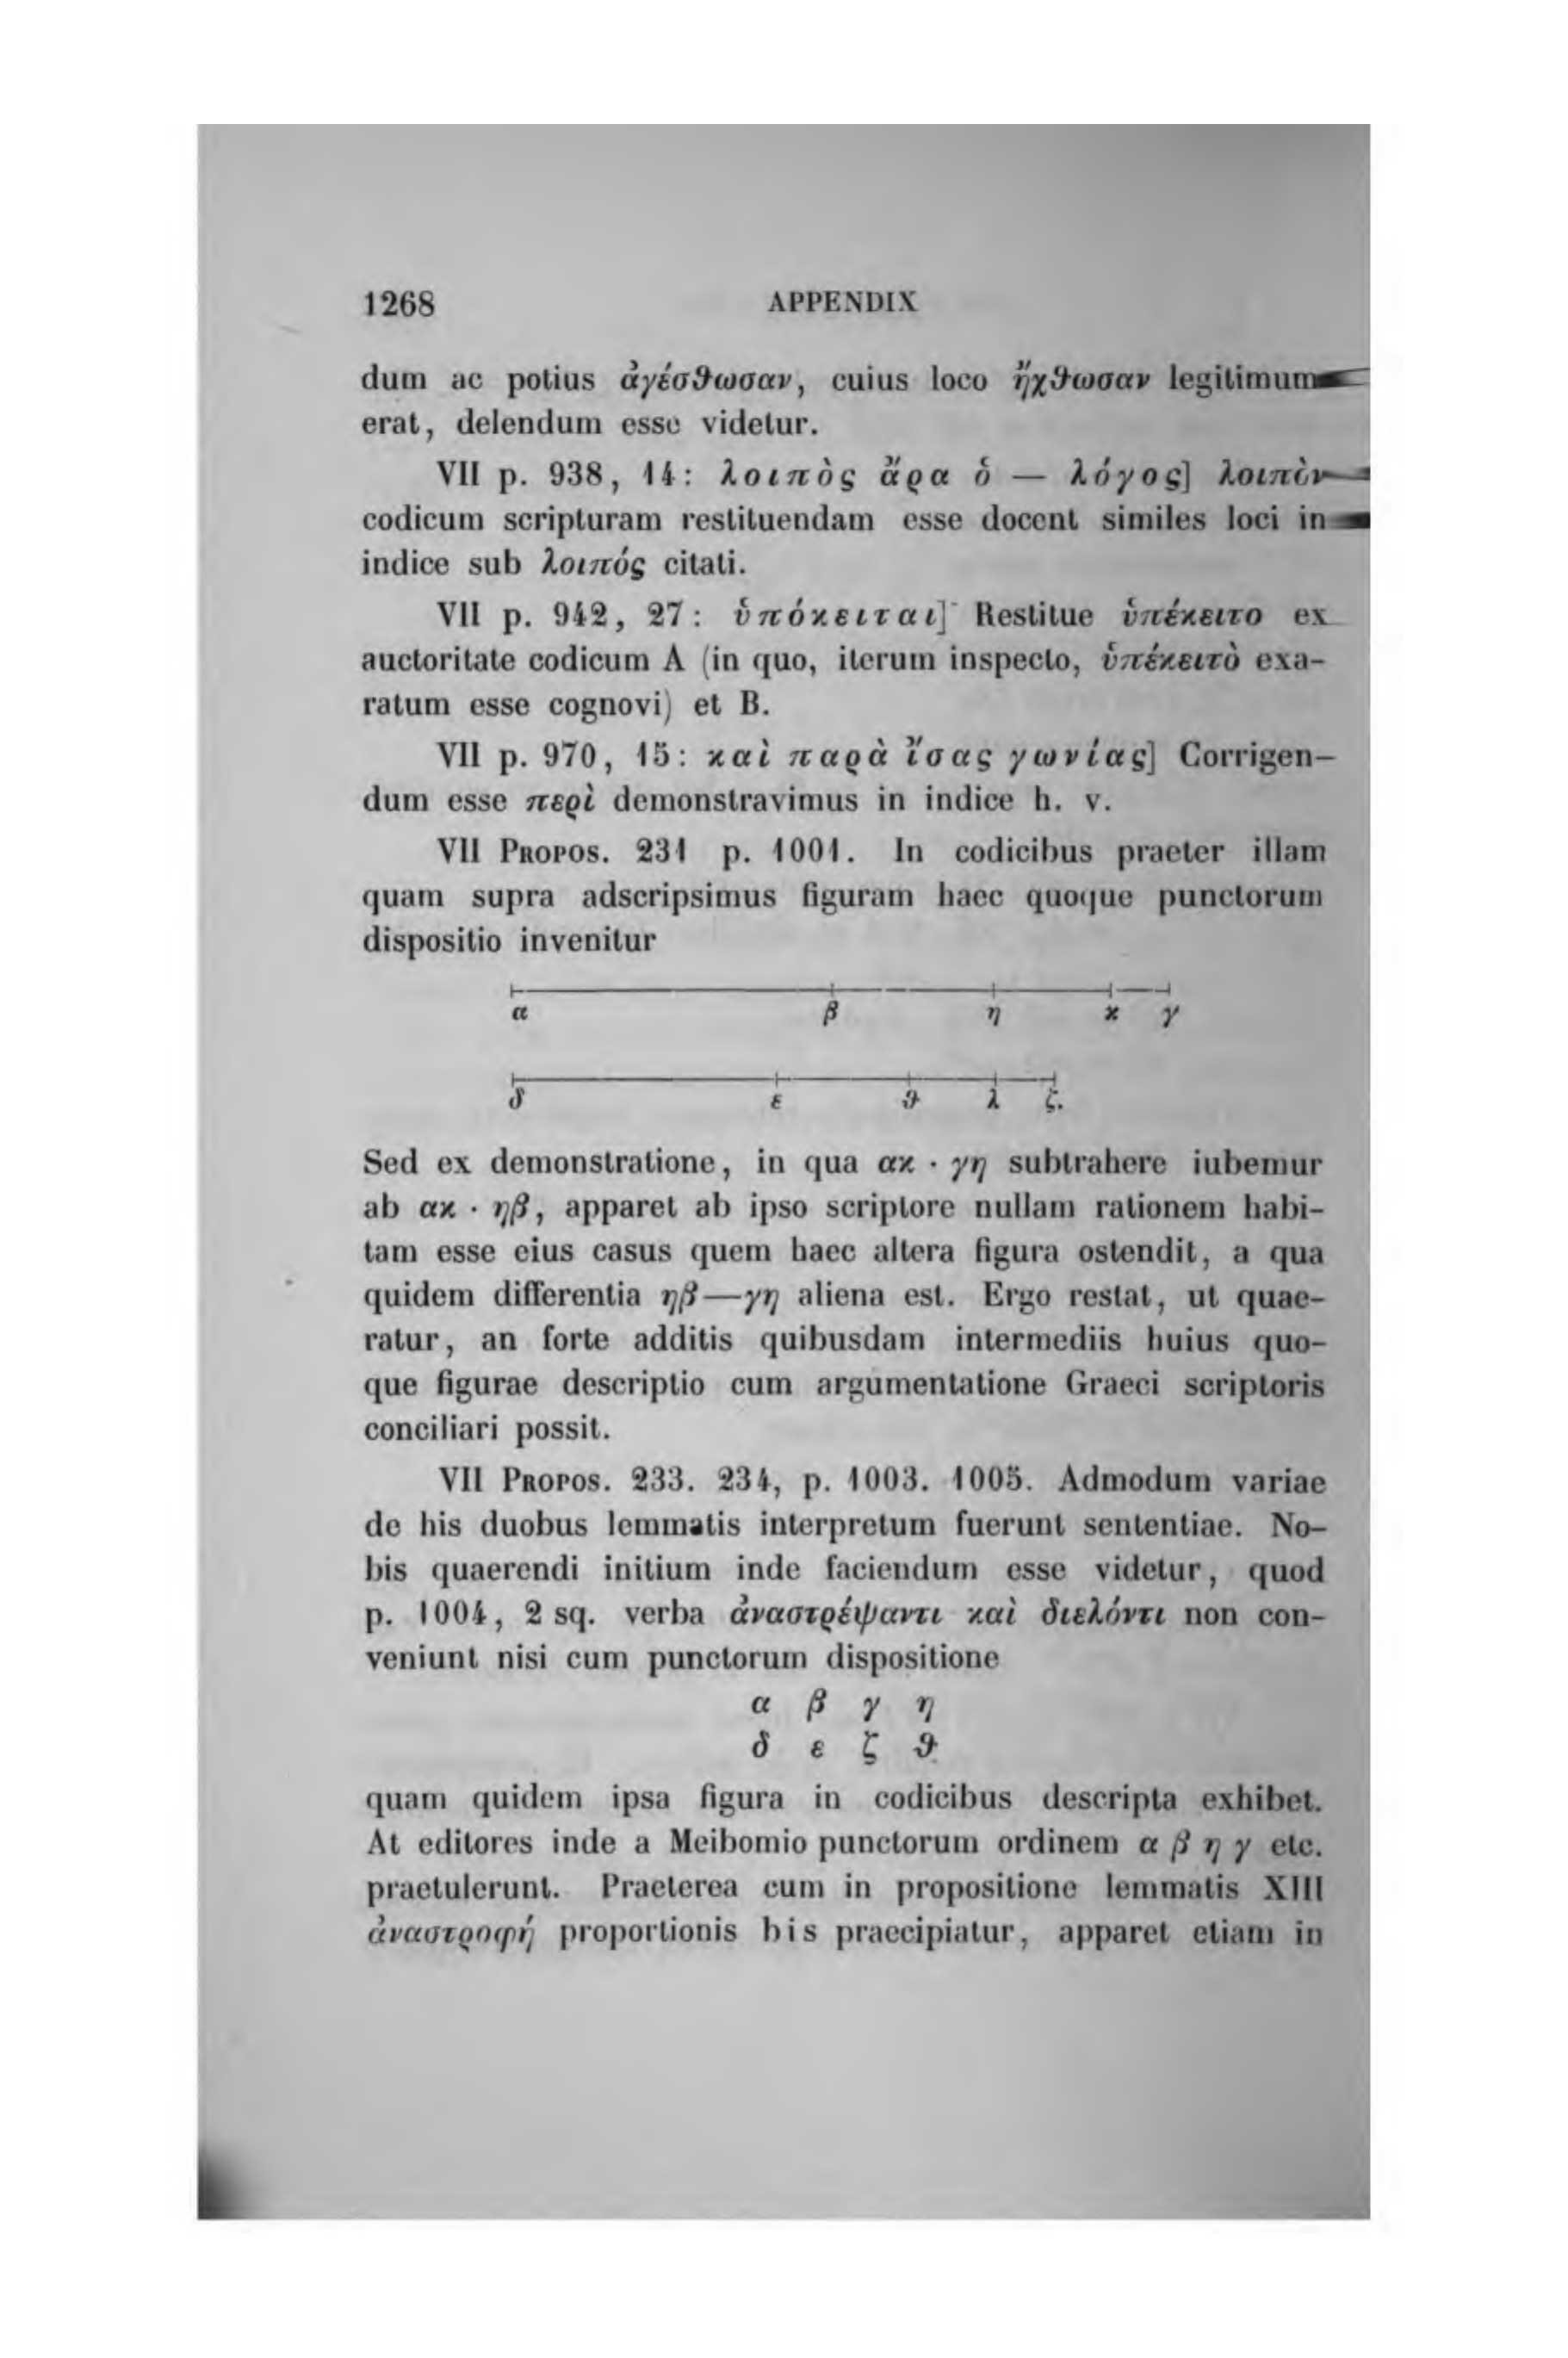 1268 APPENDIX
dum ac potius ἀγέσθωσαν, cuius loco ἤχθωσαν legitimum
erat, delendum esse videtur.
VII p. 938, 14: λοιπὸς ἄρα ὁ — λόγος] λοιπὸν
codicum scripturam restituendam esse docent similes loci in
indice sub λοιπός citati.
VII p. 942, 27: ὑπόκειται] Restitue ὑπέκειτο ex
auctoritate codicum A (in quo, iterum inspecto, ὑπέκειτὸ exa-
ratum esse cognovi) et B.
VII p. 970, 15: καὶ παρὰ ἴσας γωνίας] Corrigen-
dum esse περὶ demonstravimus in indice h. v.
VII PROPOS. 231 p. 1001. In codicibus praeter illam
quam supra adscripsimus figuram haec quoque punctorum
dispositio invenitur
α β η κ γ
δ ε θ λ ζ.
Sed ex demonstratione, in qua ακ · γη subtrahere iubemur
ab ακ · ηβ, apparet ab ipso scriptore nullam rationem habi-
tam esse eius casus quem haec altera figura ostendit, a qua
quidem differentia ηβ—γη aliena est. Ergo restat, ut quae-
ratur, an forte additis quibusdam intermediis huius quo-
que figurae descriptio cum argumentatione Graeci scriptoris
conciliari possit.
VII PROPOS. 233. 234, p. 1003. 1005. Admodum variae
de his duobus lemmatis interpretum fuerunt sententiae. No-
bis quaerendi initium inde faciendum esse videtur, quod
p. 1004, 2 sq. verba ἀναστρέψαντι καὶ διελόντι non con-
veniunt nisi cum punctorum dispositione
α β γ η
δ ε ζ θ
quam quidem ipsa figura in codicibus descripta exhibet.
At editores inde a Meibomio punctorum ordinem α β η γ etc.
praetulerunt. Praeterea cum in propositione lemmatis XIII
ἀναστροφή proportionis bis praecipiatur, apparet etiam in